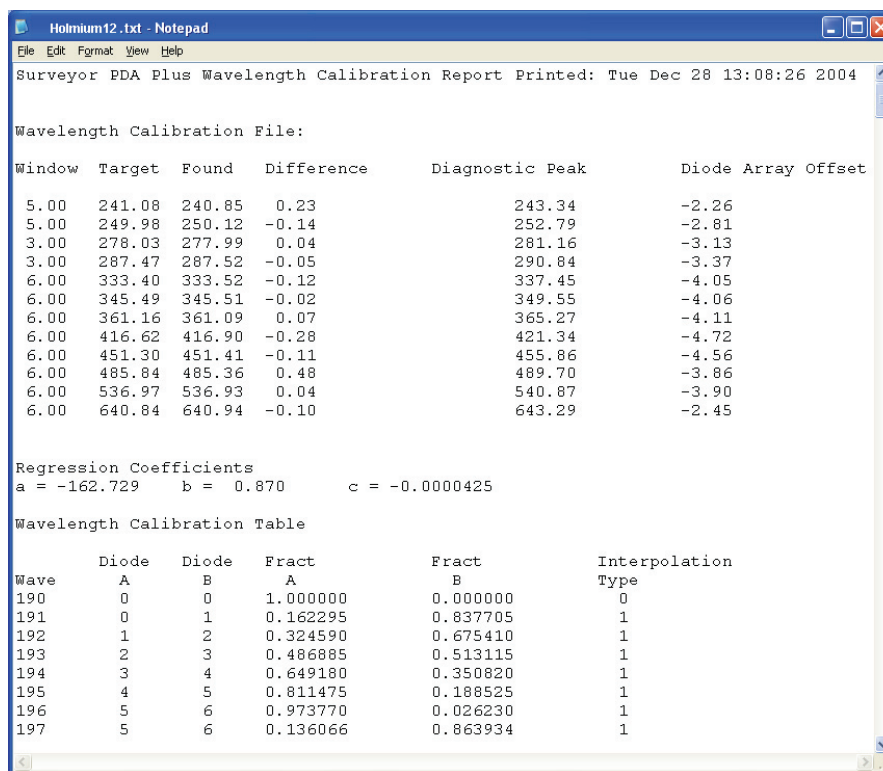 Holmium12.txt - Notepad
File Edit Format View Help
Surveyor PDA Plus Wavelength Calibration Report Printed: Tue Dec 28 13:08:26 2004
Wavelength Calibration File:
Window Target Found Difference Diagnostic Peak Diode Array Offset
5.00 241.08 240.85 0.23 243.34 -2.26
5.00 249.98 250.12 -0.14 252.79 -2.81
3.00 278.03 277.99 0.04 281.16 -3.13
3.00 287.47 287.52 -0.05 290.84 -3.37
6.00 333.40 333.52 -0.12 337.45 -4.05
6.00 345.49 345.51 -0.02 349.55 -4.06
6.00 361.16 361.09 0.07 365.27 -4.11
6.00 416.62 416.90 -0.28 421.34 -4.72
6.00 451.30 451.41 -0.11 455.86 -4.56
6.00 485.84 485.36 0.48 489.70 -3.86
6.00 536.97 536.93 0.04 540.87 -3.90
6.00 640.84 640.94 -0.10 643.29 -2.45
Regression Coefficients
a = -162.729 b = 0.870 c = -0.0000425
Wavelength Calibration Table
Diode Diode Fract Fract Interpolation
Wave A B A B Type
190 0 0 1.000000 0.000000 0
191 0 1 0.162295 0.837705 1
192 1 2 0.324590 0.675410 1
193 2 3 0.486885 0.513115 1
194 3 4 0.649180 0.350820 1
195 4 5 0.811475 0.188525 1
196 5 6 0.973770 0.026230 1
197 5 6 0.136066 0.863934 1